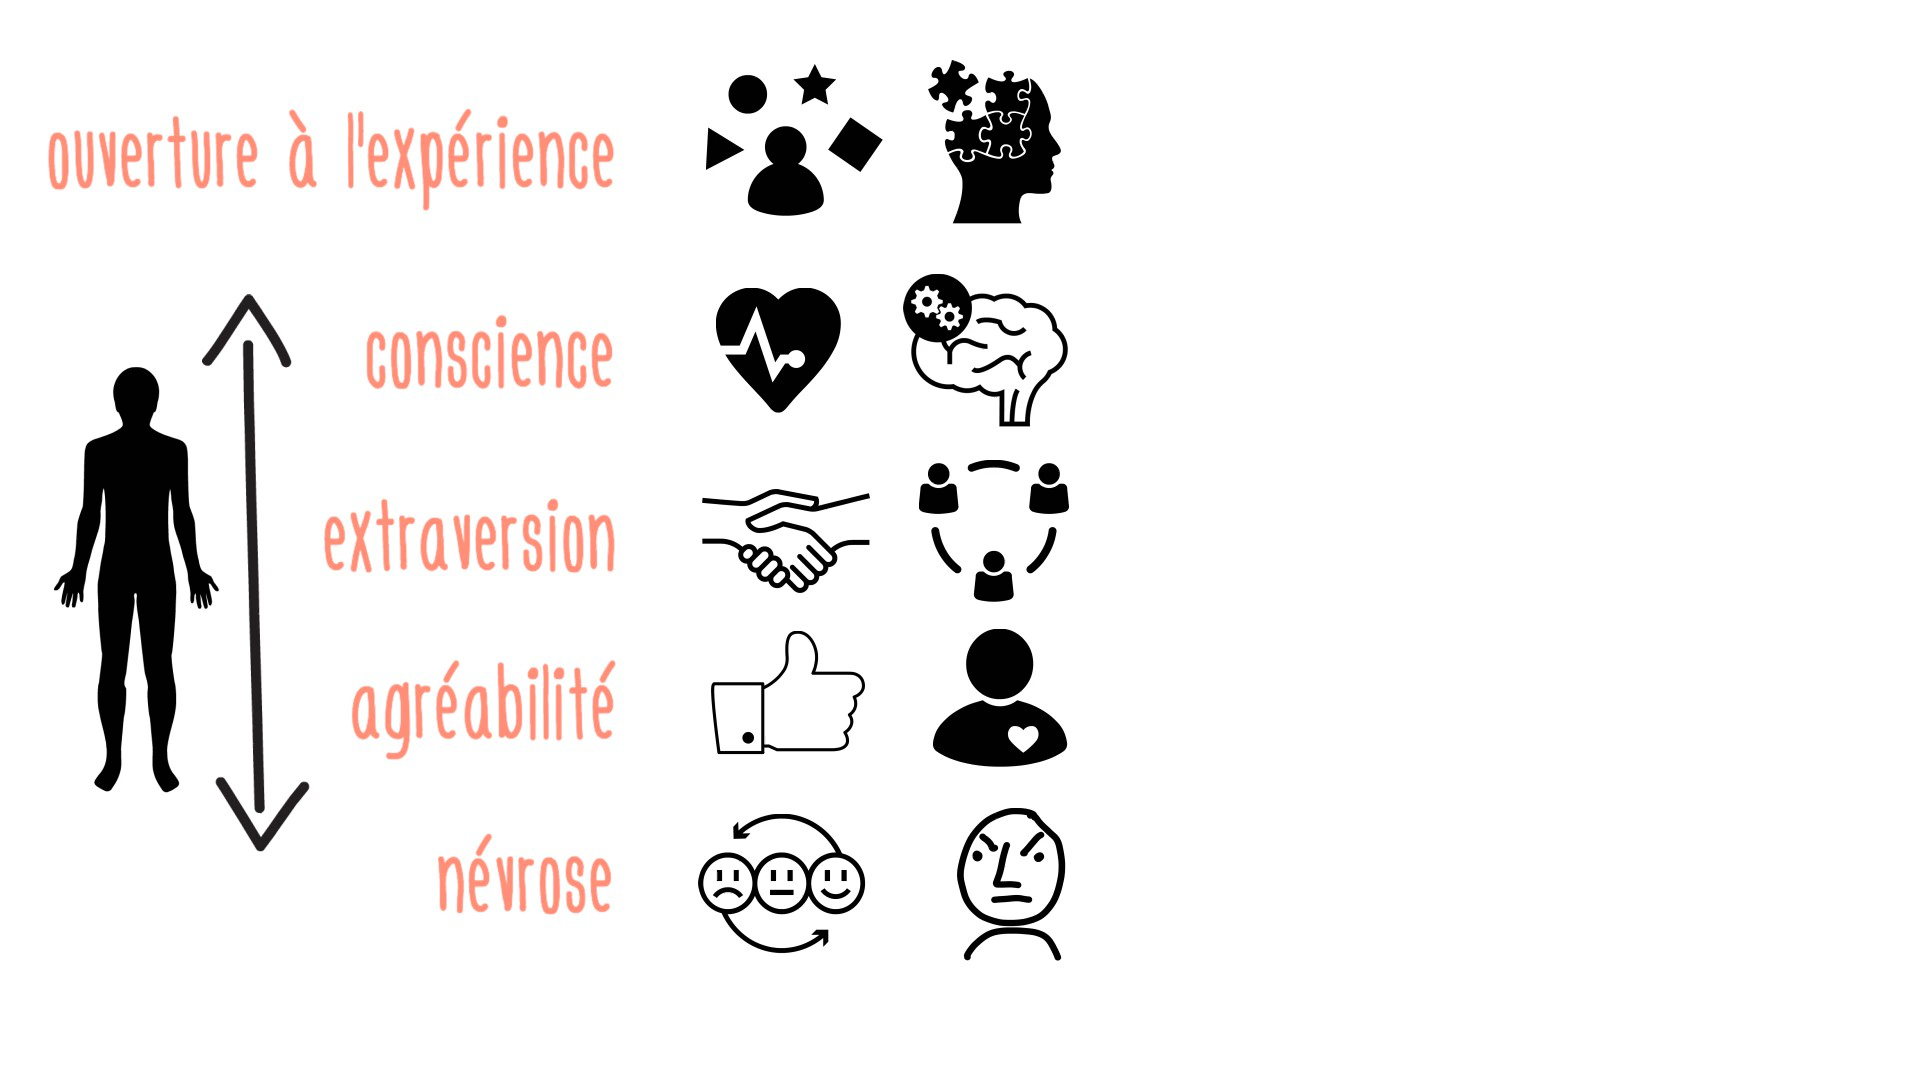 ouverture à l'expérience
conscience
extraversion
agréabilité
névrose